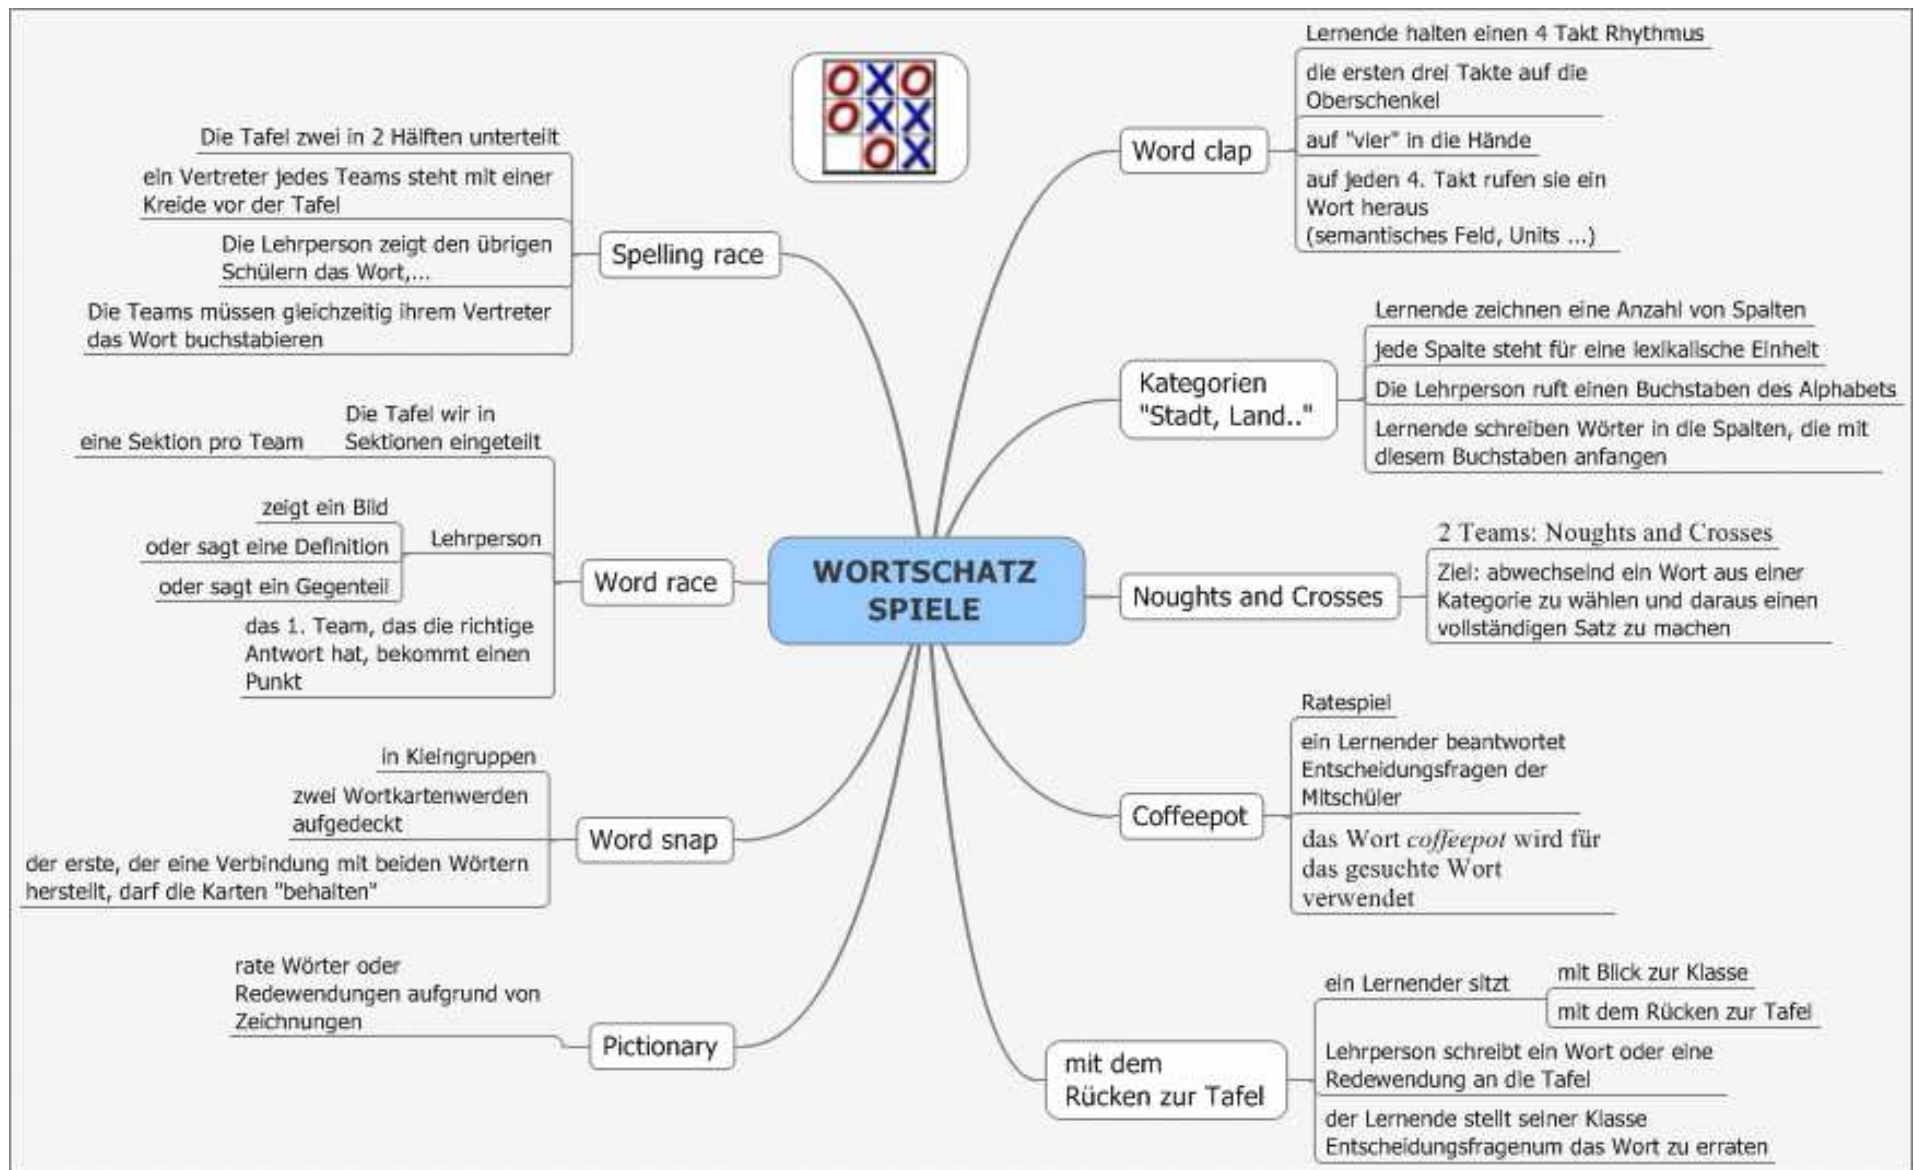 O X O
O X X
O X
WORTSCHATZ
SPIELE
Word clap
Lernende halten einen 4 Takt Rhythmus
die ersten drei Takte auf die
Oberschenkel
auf "vier" in die Hände
auf jeden 4. Takt rufen sie ein
Wort heraus
(semantisches Feld, Units ...)
Kategorien
"Stadt, Land.."
Lernende zeichnen eine Anzahl von Spalten
jede Spalte steht für eine lexikalische Einheit
Die Lehrperson ruft einen Buchstaben des Alphabets
Lernende schreiben Wörter in die Spalten, die mit
diesem Buchstaben anfangen
Noughts and Crosses
2 Teams: Noughts and Crosses
Ziel: abwechselnd ein Wort aus einer
Kategorie zu wählen und daraus einen
vollständigen Satz zu machen
Coffeepot
Ratespiel
ein Lernender beantwortet
Entscheidungsfragen der
Mitschüler
das Wort coffeepot wird für
das gesuchte Wort
verwendet
mit dem
Rücken zur Tafel
ein Lernender sitzt
mit Blick zur Klasse
mit dem Rücken zur Tafel
Lehrperson schreibt ein Wort oder eine
Redewendung an die Tafel
der Lernende stellt seiner Klasse
Entscheidungsfragenum das Wort zu erraten
Spelling race
Die Tafel zwei in 2 Hälften unterteilt
ein Vertreter jedes Teams steht mit einer
Kreide vor der Tafel
Die Lehrperson zeigt den übrigen
Schülern das Wort,...
Die Teams müssen gleichzeitig ihrem Vertreter
das Wort buchstabieren
Word race
Die Tafel wir in
Sektionen eingeteilt
eine Sektion pro Team
Lehrperson
zeigt ein Bild
oder sagt eine Definition
oder sagt ein Gegenteil
das 1. Team, das die richtige
Antwort hat, bekommt einen
Punkt
Word snap
in Kleingruppen
zwei Wortkartenwerden
aufgedeckt
der erste, der eine Verbindung mit beiden Wörtern
herstellt, darf die Karten "behalten"
Pictionary
rate Wörter oder
Redewendungen aufgrund von
Zeichnungen